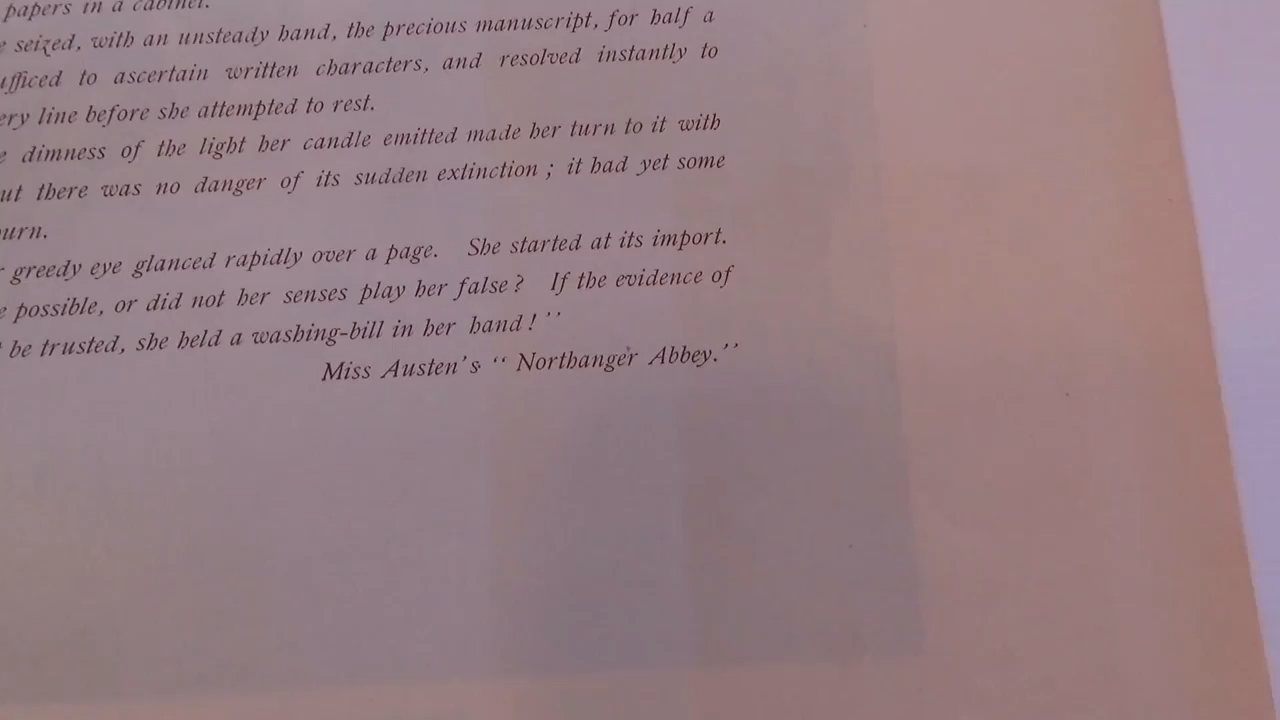 papers in a cabinet.
seized, with an unsteady hand, the precious manuscript, for half a
ufficed to ascertain written characters, and resolved instantly to
ery line before she attempted to rest.
e dimness of the light her candle emitted made her turn to it with
ut there was no danger of its sudden extinction ; it had yet some
urn.
r greedy eye glanced rapidly over a page. She started at its import.
e possible, or did not her senses play her false? If the evidence of
be trusted, she held a washing-bill in her hand! ’’
Miss Austen’s “ Northanger Abbey.’’